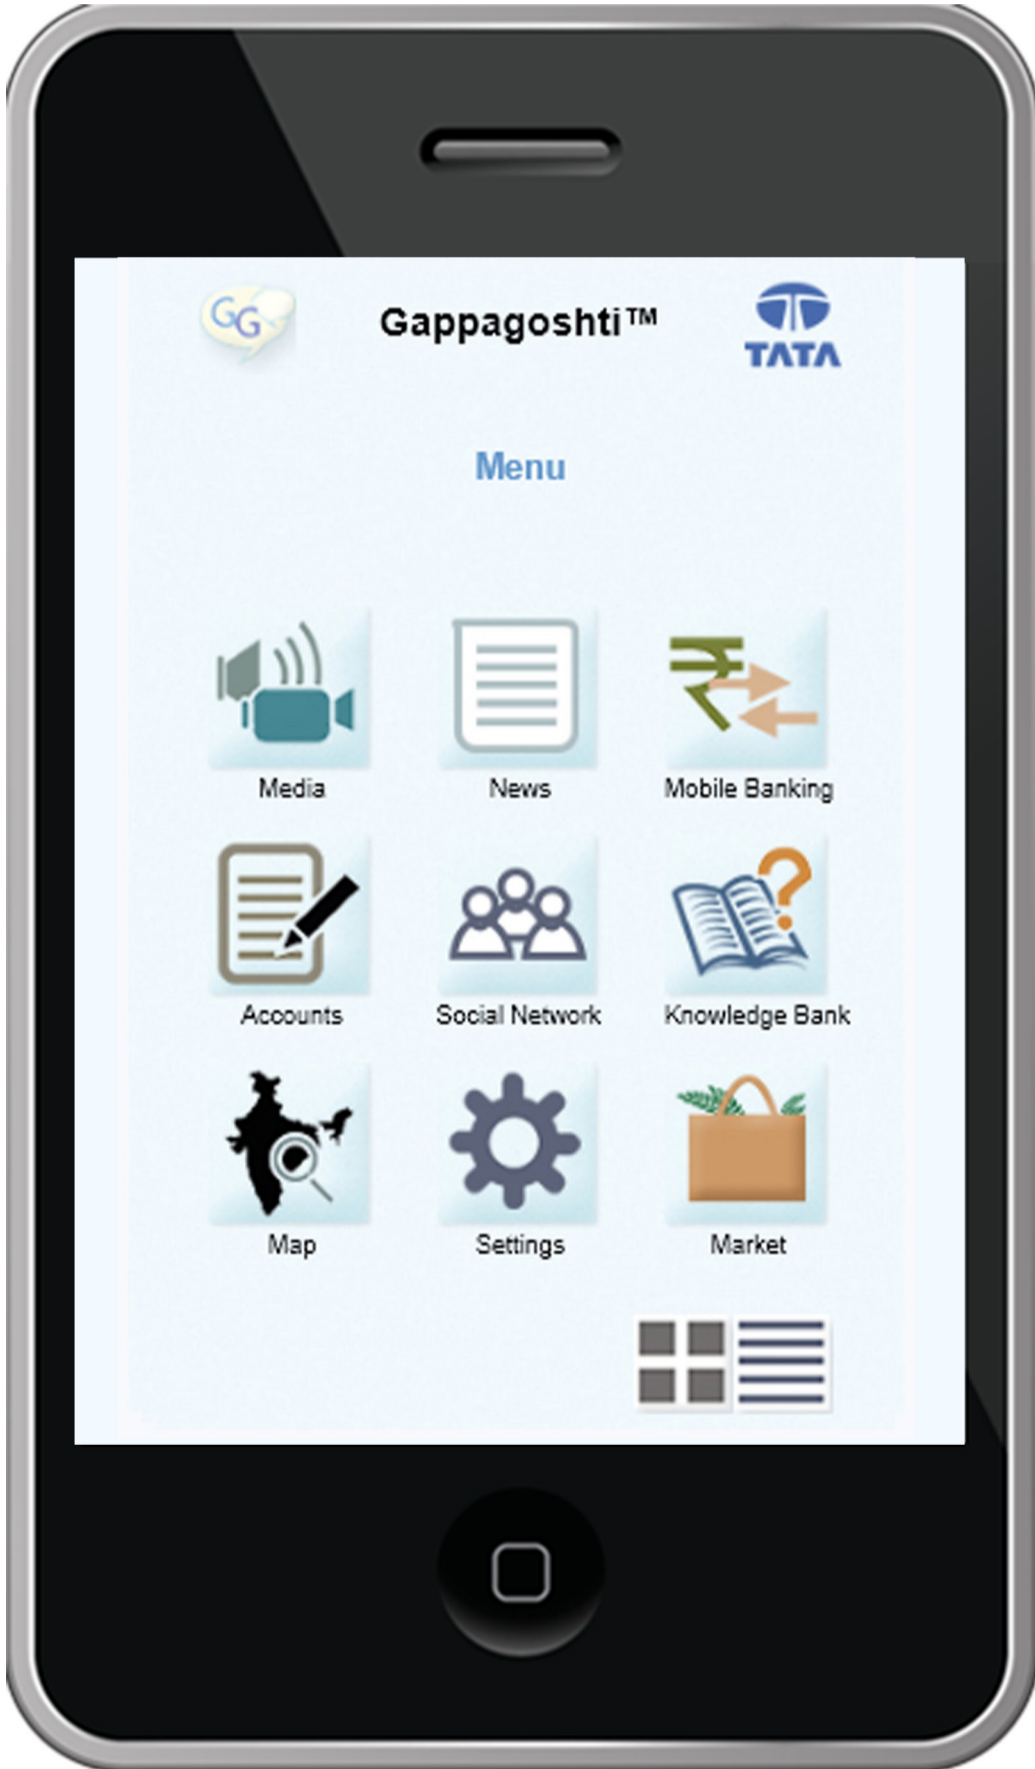 GG
Gappagoshti™
TATA
Menu
Media
News
Mobile Banking
Accounts
Social Network
Knowledge Bank
Map
Settings
Market